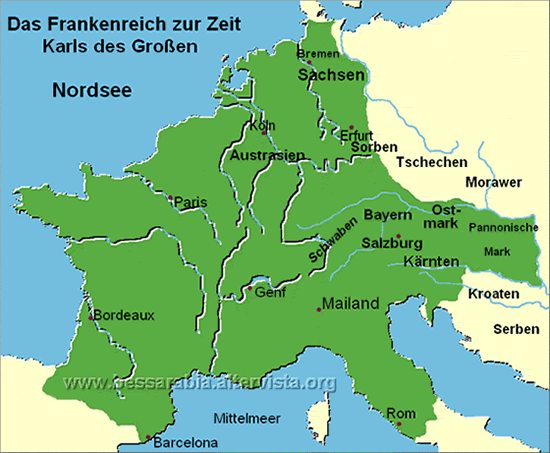 Das Frankenreich zur Zeit
Karls des Großen
Nordsee
Bremen
Sachsen
Köln
Erfurt
Sorben
Austrasien
Tschechen
Morawer
Paris
Schwaben
Bayern
Ost-
mark
Pannonische
Mark
Salzburg
Kärnten
Genf
Kroaten
Mailand
Bordeaux
Serben
www.bessarabia.altervista.org
Mittelmeer
Rom
Barcelona